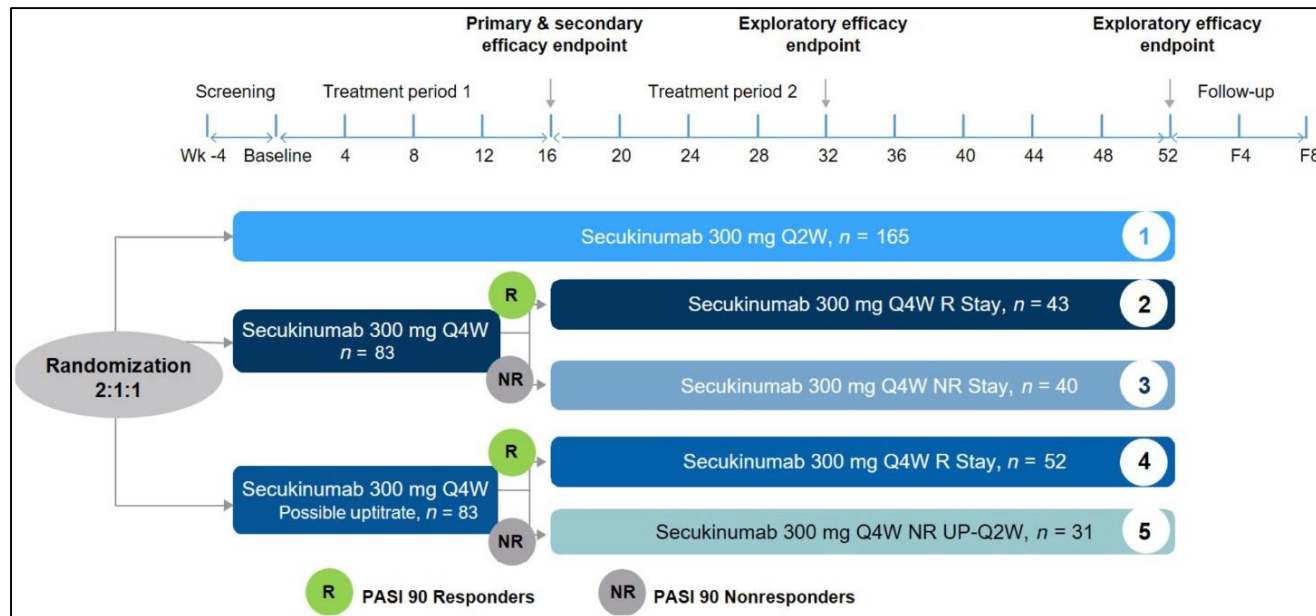 Primary & secondary
efficacy endpoint
Exploratory efficacy
endpoint
Exploratory efficacy
endpoint
Screening
Treatment period 1
Treatment period 2
Follow-up
Wk -4 Baseline 4 8 12 16 20 24 28 32 36 40 44 48 52 F4 F8
Randomization
2:1:1
Secukinumab 300 mg Q2W, n = 165
1
Secukinumab 300 mg Q4W
n = 83
R
Secukinumab 300 mg Q4W R Stay, n = 43
2
NR
Secukinumab 300 mg Q4W NR Stay, n = 40
3
Secukinumab 300 mg Q4W
Possible uptitrate, n = 83
R
Secukinumab 300 mg Q4W R Stay, n = 52
4
NR
Secukinumab 300 mg Q4W NR UP-Q2W, n = 31
5
R PASI 90 Responders
NR PASI 90 Nonresponders